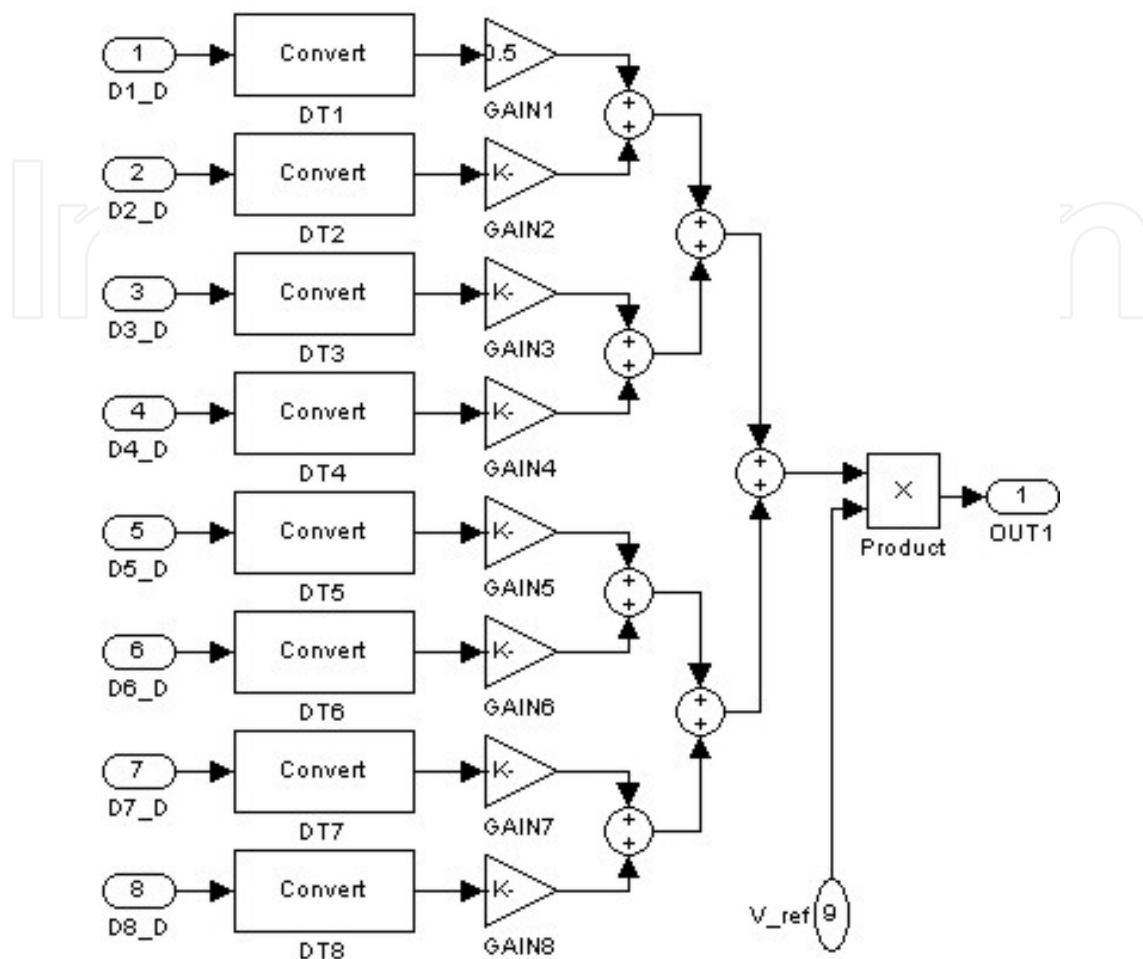 1
Convert
0.5
D1_D
DT1
GAIN1
+
+
2
Convert
K-
D2_D
DT2
GAIN2
+
+
3
Convert
K-
D3_D
DT3
GAIN3
+
+
4
Convert
K-
D4_D
DT4
GAIN4
+
+
×
1
Product
OUT1
5
Convert
K-
D5_D
DT5
GAIN5
+
+
6
Convert
K-
D6_D
DT6
GAIN6
+
+
7
Convert
K-
D7_D
DT7
GAIN7
+
+
8
Convert
K-
D8_D
DT8
GAIN8
V_ref
9